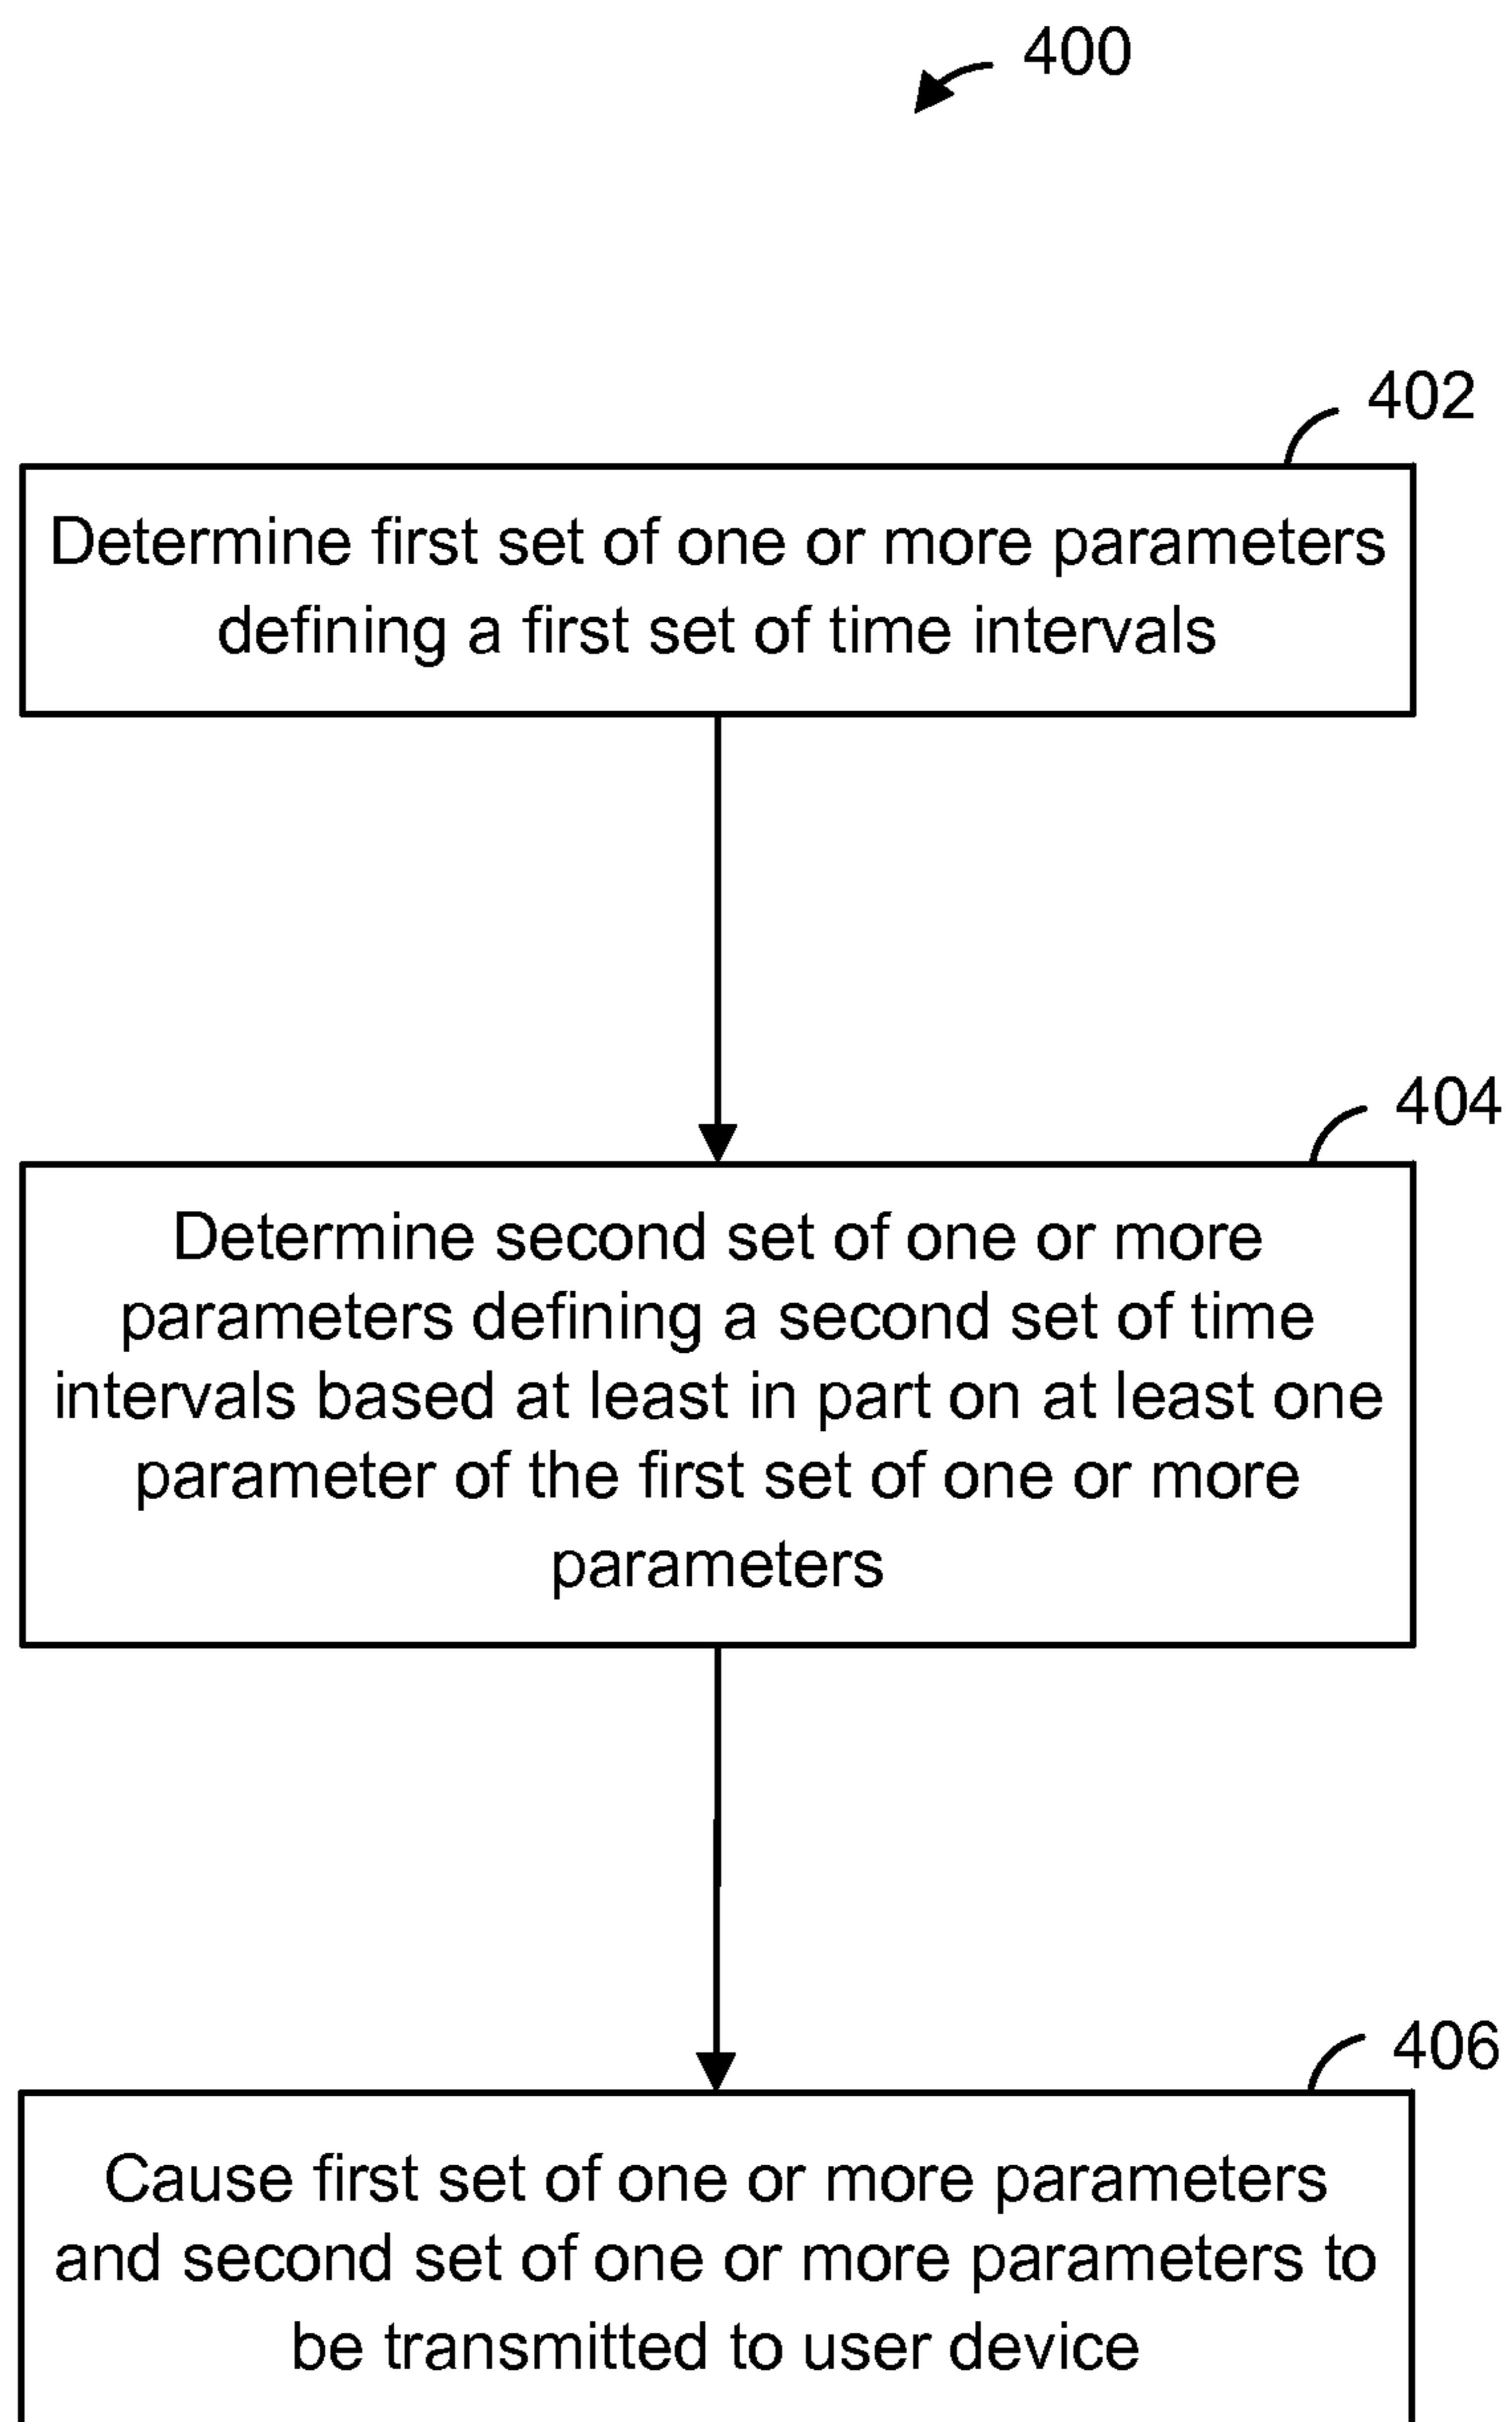 400
402
Determine first set of one or more parameters
defining a first set of time intervals
404
Determine second set of one or more
parameters defining a second set of time
intervals based at least in part on at least one
parameter of the first set of one or more
parameters
406
Cause first set of one or more parameters
and second set of one or more parameters to
be transmitted to user device